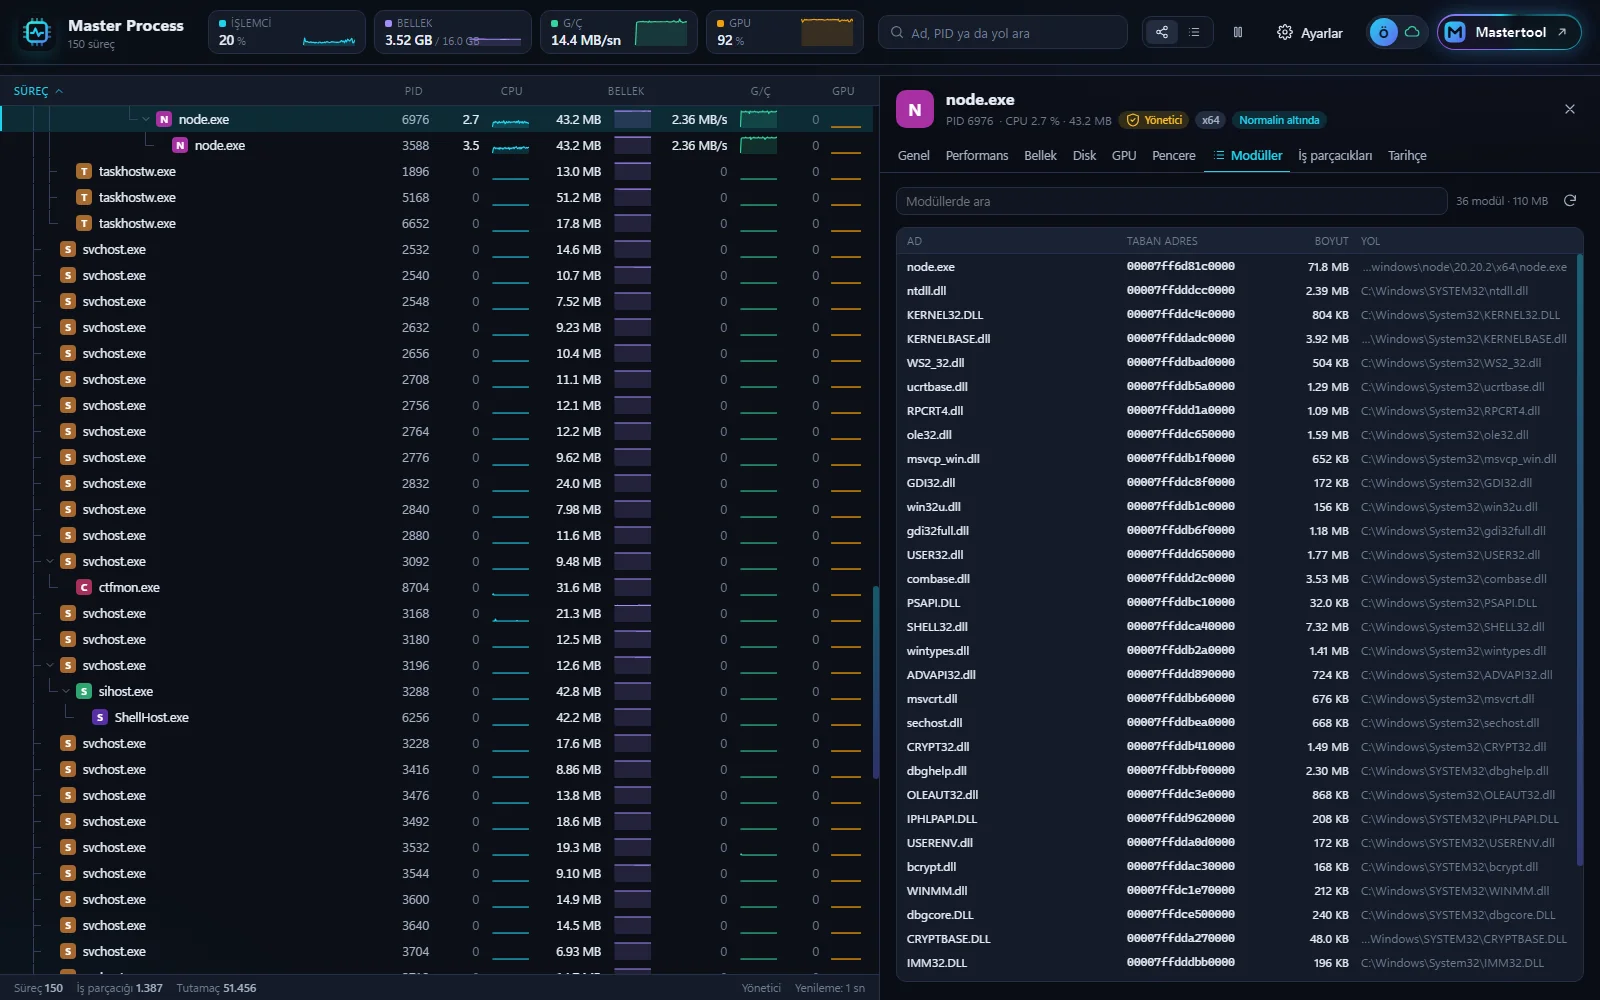 Master Process
150 süreç
İŞLEMCİ
20 %
BELLEK
3.52 GB / 16.0 GB
G/Ç
14.4 MB/sn
GPU
92 %
Ad, PID ya da yol ara
Ayarlar
ö
Mastertool ↗
SÜREÇ PID CPU BELLEK G/Ç GPU
N node.exe 6976 2.7 43.2 MB 2.36 MB/s 0
N node.exe 3588 3.5 43.2 MB 2.36 MB/s 0
T taskhostw.exe 1896 0 13.0 MB 0 0
T taskhostw.exe 5168 0 51.2 MB 0 0
T taskhostw.exe 6652 0 17.8 MB 0 0
S svchost.exe 2532 0 14.6 MB 0 0
S svchost.exe 2540 0 10.7 MB 0 0
S svchost.exe 2548 0 7.52 MB 0 0
S svchost.exe 2632 0 9.23 MB 0 0
S svchost.exe 2656 0 10.4 MB 0 0
S svchost.exe 2708 0 11.1 MB 0 0
S svchost.exe 2756 0 12.1 MB 0 0
S svchost.exe 2764 0 12.2 MB 0 0
S svchost.exe 2776 0 9.62 MB 0 0
S svchost.exe 2832 0 24.0 MB 0 0
S svchost.exe 2840 0 7.98 MB 0 0
S svchost.exe 2880 0 11.6 MB 0 0
S svchost.exe 3092 0 9.48 MB 0 0
C ctfmon.exe 8704 0 31.6 MB 0 0
S svchost.exe 3168 0 21.3 MB 0 0
S svchost.exe 3180 0 12.5 MB 0 0
S svchost.exe 3196 0 12.6 MB 0 0
S sihost.exe 3288 0 42.8 MB 0 0
S ShellHost.exe 6256 0 42.2 MB 0 0
S svchost.exe 3228 0 17.6 MB 0 0
S svchost.exe 3416 0 8.86 MB 0 0
S svchost.exe 3476 0 13.8 MB 0 0
S svchost.exe 3492 0 18.6 MB 0 0
S svchost.exe 3532 0 19.3 MB 0 0
S svchost.exe 3544 0 9.10 MB 0 0
S svchost.exe 3600 0 14.9 MB 0 0
S svchost.exe 3640 0 14.5 MB 0 0
S svchost.exe 3704 0 6.93 MB 0 0
Süreç 150 İş parçacığı 1.387 Tutamaç 51.456 Yönetici Yenileme: 1 sn
N
node.exe
PID 6976 · CPU 2.7 % · 43.2 MB Yönetici x64 Normalin altında
Genel Performans Bellek Disk GPU Pencere Modüller İş parçacıkları Tarihçe
Modüllerde ara 36 modül · 110 MB
AD TABAN ADRES BOYUT YOL
node.exe 00007ff6d81c0000 71.8 MB ...windows\node\20.20.2\x64\node.exe
ntdll.dll 00007ffdddcc0000 2.39 MB C:\Windows\SYSTEM32\ntdll.dll
KERNEL32.DLL 00007ffddc4c0000 804 KB C:\Windows\System32\KERNEL32.DLL
KERNELBASE.dll 00007ffddadc0000 3.92 MB ...\Windows\System32\KERNELBASE.dll
WS2_32.dll 00007ffddbad0000 504 KB C:\Windows\System32\WS2_32.dll
ucrtbase.dll 00007ffddb5a0000 1.29 MB C:\Windows\System32\ucrtbase.dll
RPCRT4.dll 00007ffddd1a0000 1.09 MB C:\Windows\System32\RPCRT4.dll
ole32.dll 00007ffddc650000 1.59 MB C:\Windows\System32\ole32.dll
msvcp_win.dll 00007ffddb1f0000 652 KB C:\Windows\System32\msvcp_win.dll
GDI32.dll 00007ffddc8f0000 172 KB C:\Windows\System32\GDI32.dll
win32u.dll 00007ffddb1c0000 156 KB C:\Windows\System32\win32u.dll
gdi32full.dll 00007ffddb6f0000 1.18 MB C:\Windows\System32\gdi32full.dll
USER32.dll 00007ffddd650000 1.77 MB C:\Windows\System32\USER32.dll
combase.dll 00007ffddd2c0000 3.53 MB C:\Windows\System32\combase.dll
PSAPI.DLL 00007ffddbc10000 32.0 KB C:\Windows\System32\PSAPI.DLL
SHELL32.dll 00007ffddca40000 7.32 MB C:\Windows\System32\SHELL32.dll
wintypes.dll 00007ffddb2a0000 1.41 MB C:\Windows\System32\wintypes.dll
ADVAPI32.dll 00007ffddd890000 724 KB C:\Windows\System32\ADVAPI32.dll
msvcrt.dll 00007ffddbb60000 676 KB C:\Windows\System32\msvcrt.dll
sechost.dll 00007ffddbea0000 668 KB C:\Windows\System32\sechost.dll
CRYPT32.dll 00007ffddb410000 1.49 MB C:\Windows\System32\CRYPT32.dll
dbghelp.dll 00007ffdbbf00000 2.30 MB C:\Windows\SYSTEM32\dbghelp.dll
OLEAUT32.dll 00007ffddc3e0000 868 KB C:\Windows\System32\OLEAUT32.dll
IPHLPAPI.DLL 00007ffdd9620000 208 KB C:\Windows\SYSTEM32\IPHLPAPI.DLL
USERENV.dll 00007ffdda0d0000 172 KB C:\Windows\SYSTEM32\USERENV.dll
bcrypt.dll 00007ffddac30000 168 KB C:\Windows\SYSTEM32\bcrypt.dll
WINMM.dll 00007ffdc1e70000 212 KB C:\Windows\SYSTEM32\WINMM.dll
dbgcore.DLL 00007ffdce500000 240 KB C:\Windows\SYSTEM32\dbgcore.DLL
CRYPTBASE.DLL 00007ffdda270000 48.0 KB ...Windows\SYSTEM32\CRYPTBASE.DLL
IMM32.DLL 00007ffdddbb0000 196 KB C:\Windows\System32\IMM32.DLL